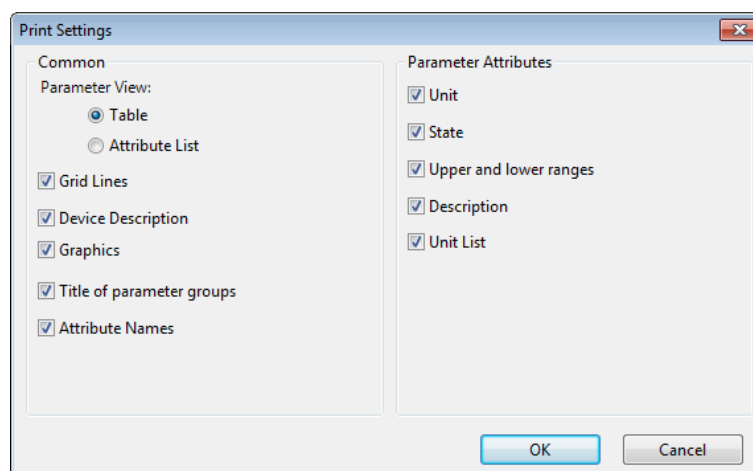 Print Settings
Common
Parameter View:
Table
Attribute List
Grid Lines
Device Description
Graphics
Title of parameter groups
Attribute Names
Parameter Attributes
Unit
State
Upper and lower ranges
Description
Unit List
OK
Cancel